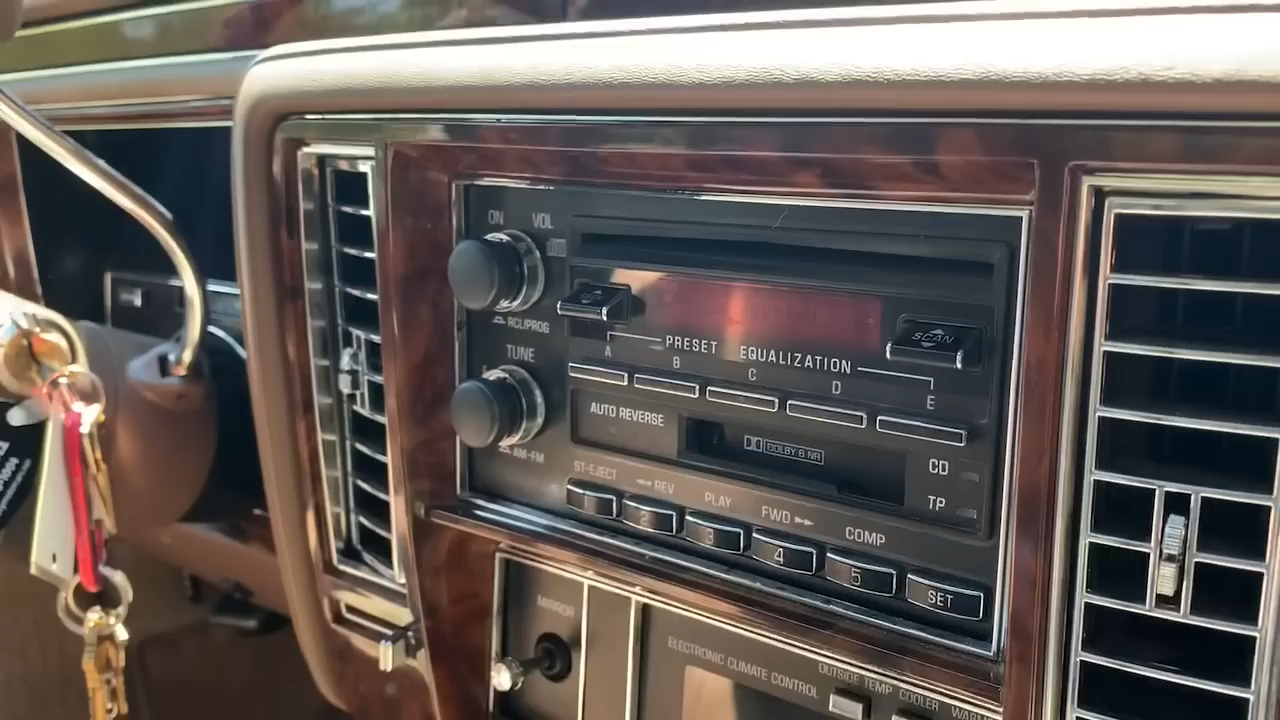 ON VOL
RCL/PROG
SCAN
PRESET EQUALIZATION
A B C D E
TUNE
AUTO REVERSE
DOLBY B NR
AM-FM
CD
TP
ST-EJECT REV PLAY FWD COMP
2 3 4 5 SET
MIRROR
ELECTRONIC CLIMATE CONTROL
OUTSIDE TEMP
COOLER